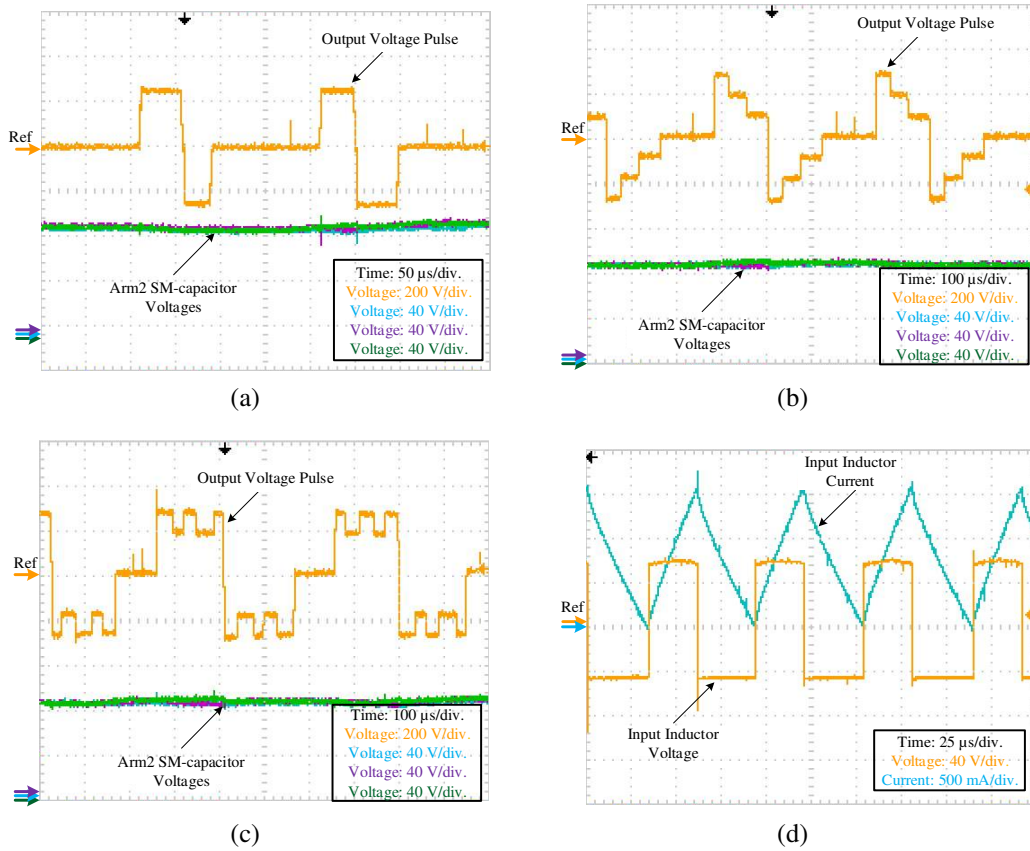 Output Voltage Pulse
Ref
Arm2 SM-capacitor
Voltages
Time: 50 µs/div.
Voltage: 200 V/div.
Voltage: 40 V/div.
Voltage: 40 V/div.
Voltage: 40 V/div.
(a)
Output Voltage Pulse
Ref
Arm2 SM-capacitor
Voltages
Time: 100 µs/div.
Voltage: 200 V/div.
Voltage: 40 V/div.
Voltage: 40 V/div.
Voltage: 40 V/div.
(b)
Output Voltage Pulse
Ref
Arm2 SM-capacitor
Voltages
Time: 100 µs/div.
Voltage: 200 V/div.
Voltage: 40 V/div.
Voltage: 40 V/div.
Voltage: 40 V/div.
(c)
Input Inductor
Current
Ref
Input Inductor
Voltage
Time: 25 µs/div.
Voltage: 40 V/div.
Current: 500 mA/div.
(d)